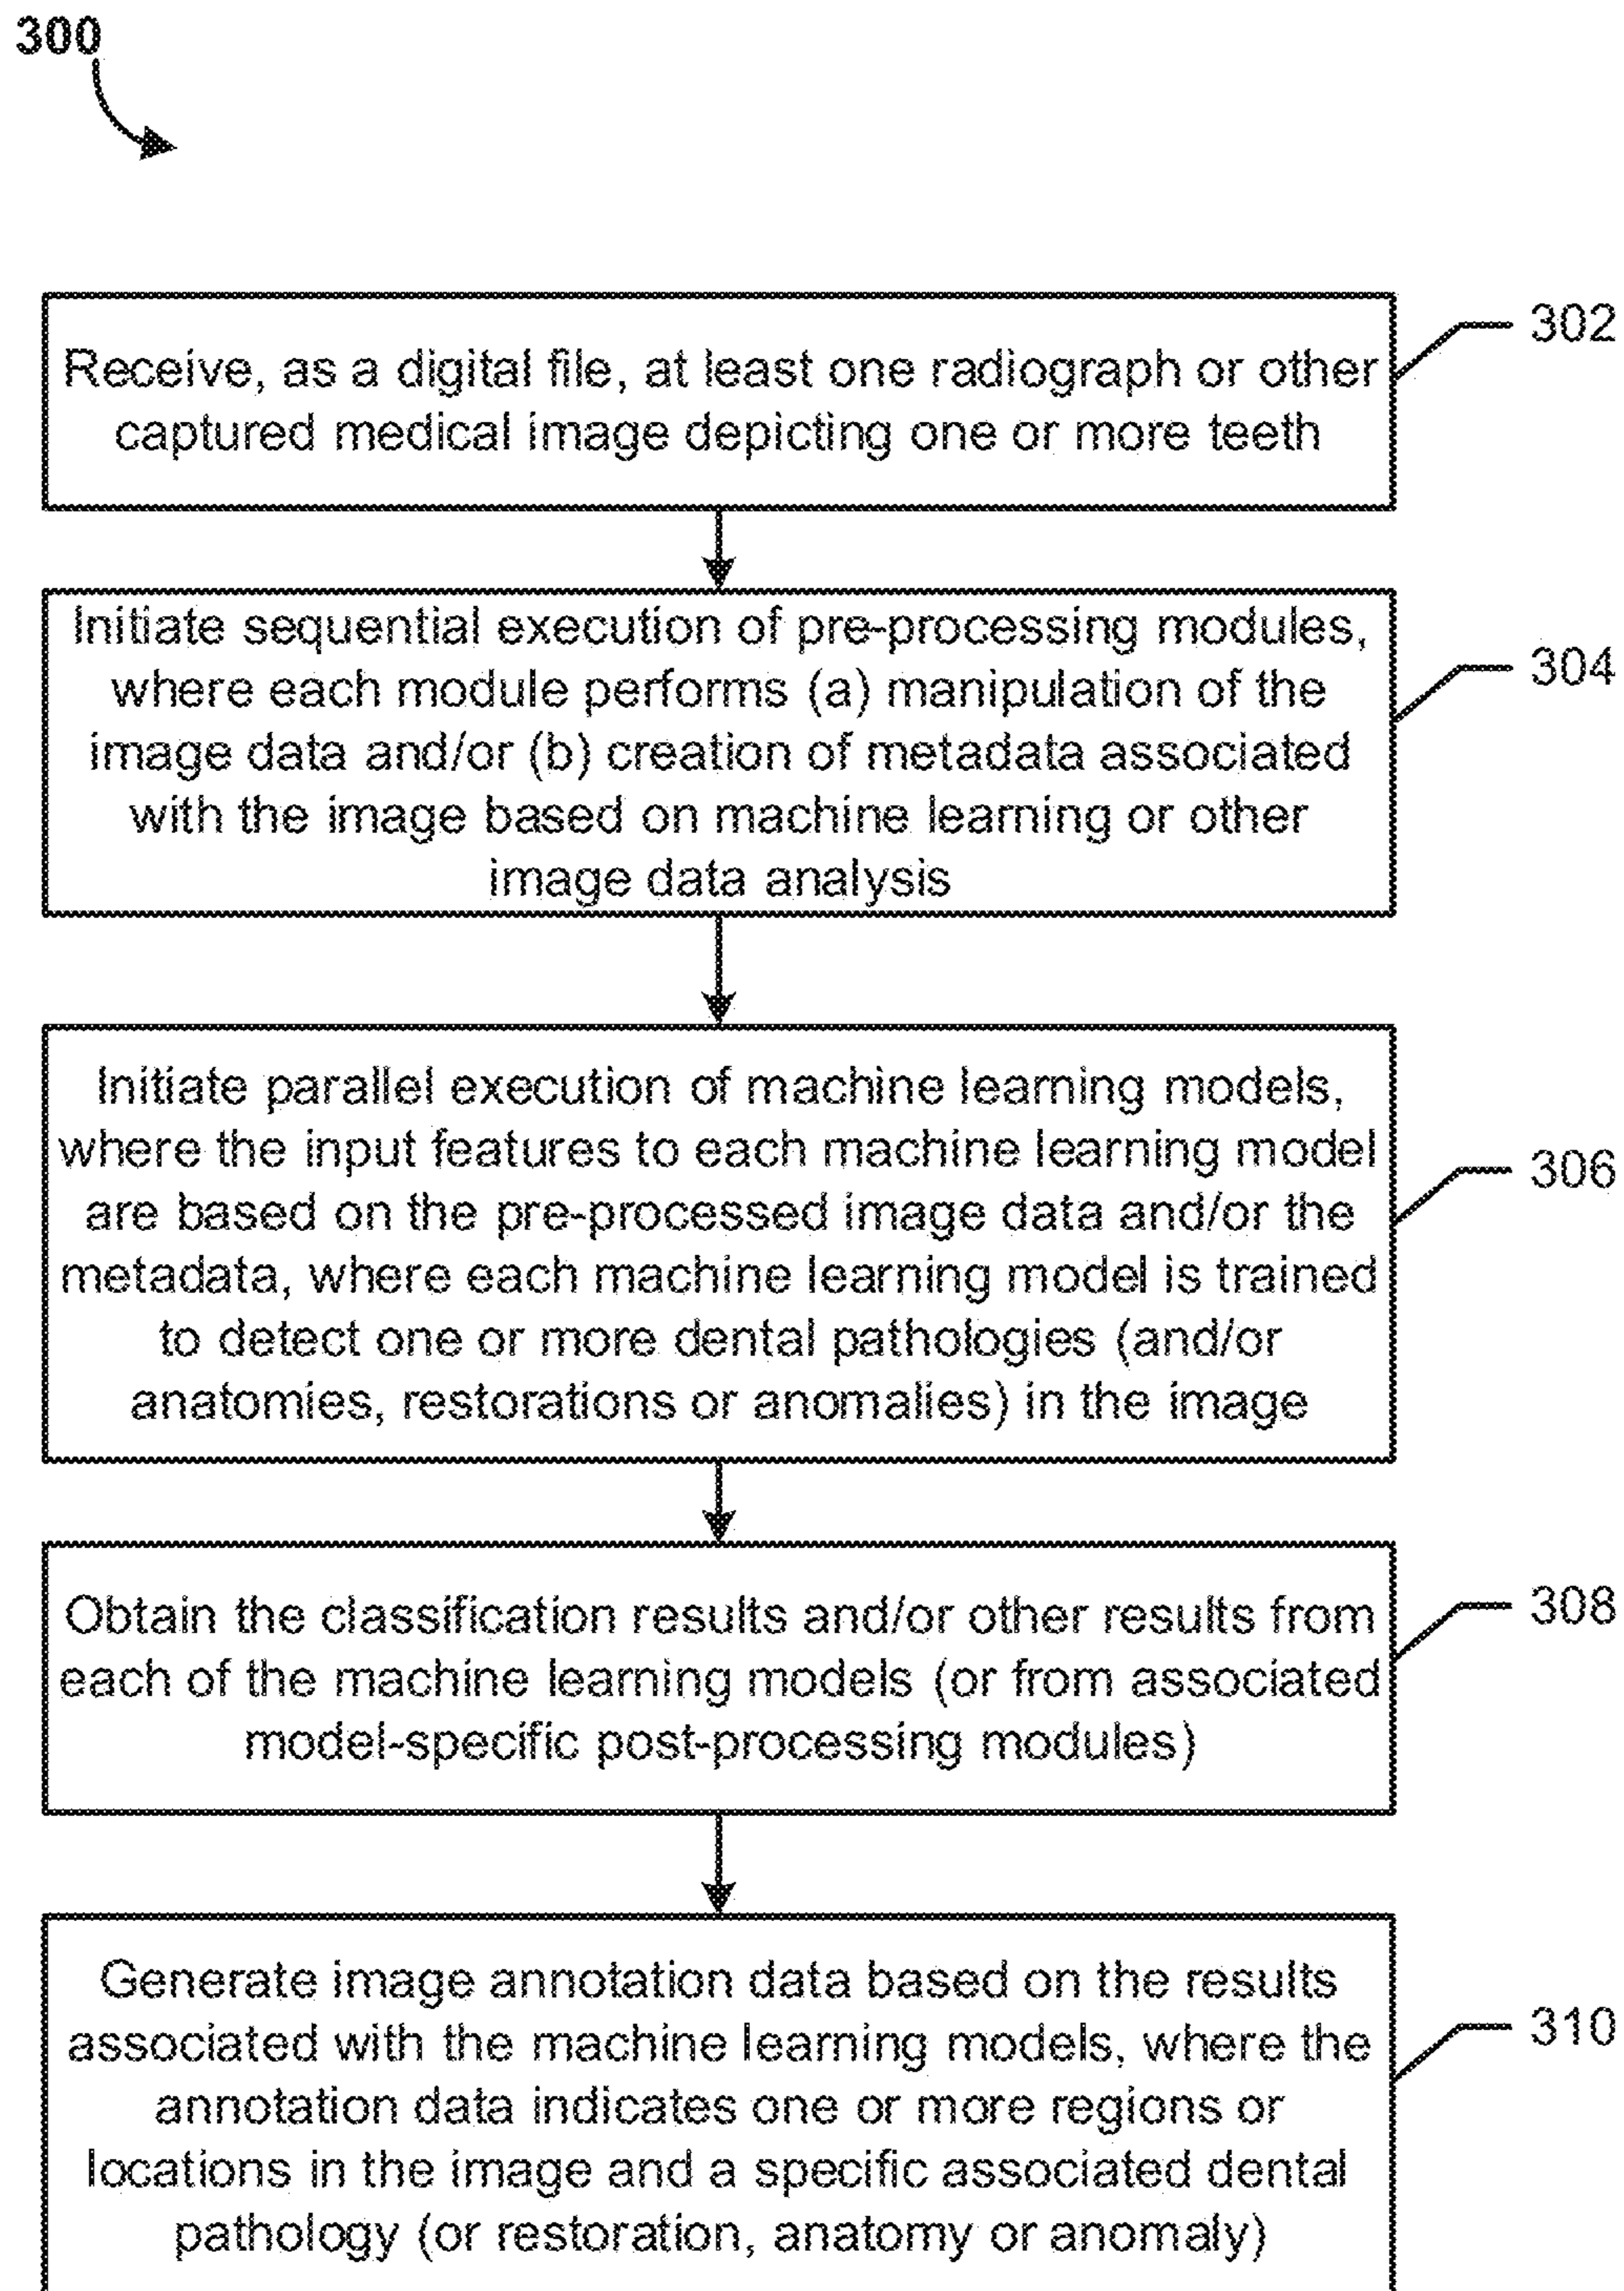 300
Receive, as a digital file, at least one radiograph or other
captured medical image depicting one or more teeth
302
Initiate sequential execution of pre-processing modules,
where each module performs (a) manipulation of the
image data and/or (b) creation of metadata associated
with the image based on machine learning or other
image data analysis
304
Initiate parallel execution of machine learning models,
where the input features to each machine learning model
are based on the pre-processed image data and/or the
metadata, where each machine learning model is trained
to detect one or more dental pathologies (and/or
anatomies, restorations or anomalies) in the image
306
Obtain the classification results and/or other results from
each of the machine learning models (or from associated
model-specific post-processing modules)
308
Generate image annotation data based on the results
associated with the machine learning models, where the
annotation data indicates one or more regions or
locations in the image and a specific associated dental
pathology (or restoration, anatomy or anomaly)
310